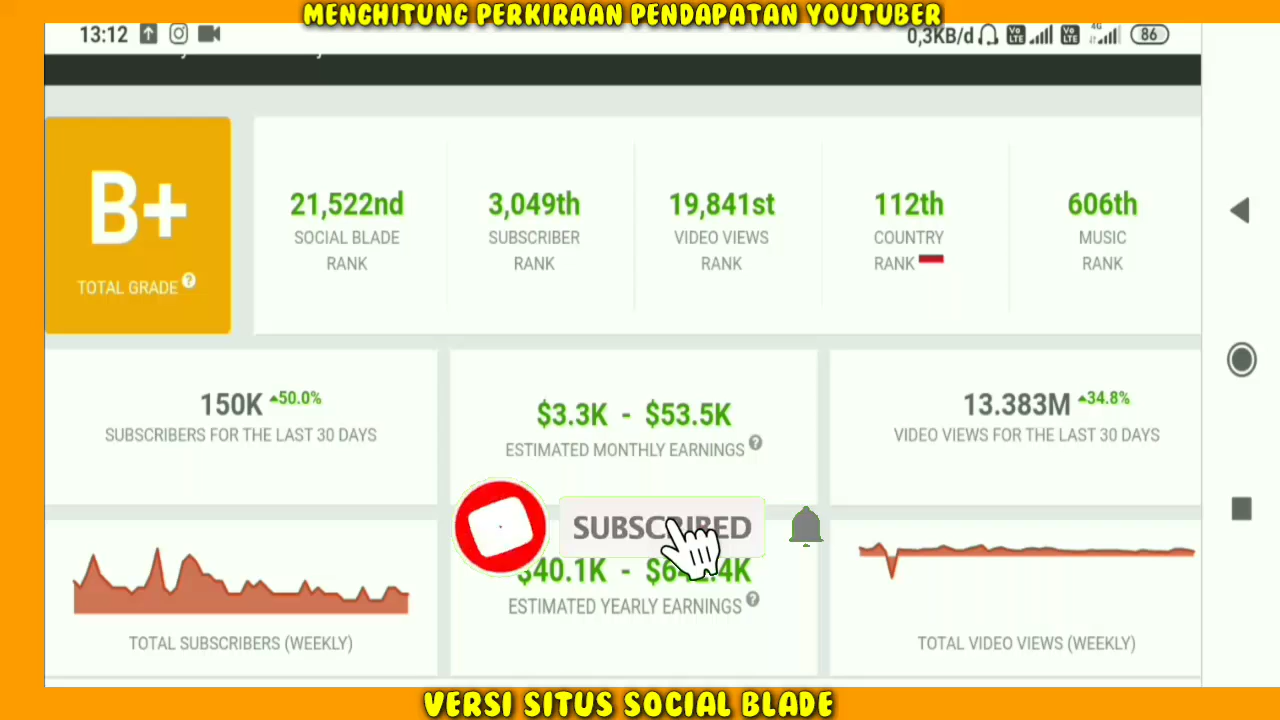 MENGHITUNG PERKIRAAN PENDAPATAN YOUTUBER
13:12
0,3KB/d
4G
86
B+
TOTAL GRADE ?
21,522nd
SOCIAL BLADE
RANK
3,049th
SUBSCRIBER
RANK
19,841st
VIDEO VIEWS
RANK
112th
COUNTRY
RANK
606th
MUSIC
RANK
150K 50.0%
SUBSCRIBERS FOR THE LAST 30 DAYS
$3.3K - $53.5K
ESTIMATED MONTHLY EARNINGS ?
13.383M 34.8%
VIDEO VIEWS FOR THE LAST 30 DAYS
SUBSCRIBED
$40.1K -
ESTIMATED YEARLY EARNINGS ?
TOTAL SUBSCRIBERS (WEEKLY)
TOTAL VIDEO VIEWS (WEEKLY)
VERSI SITUS SOCIAL BLADE